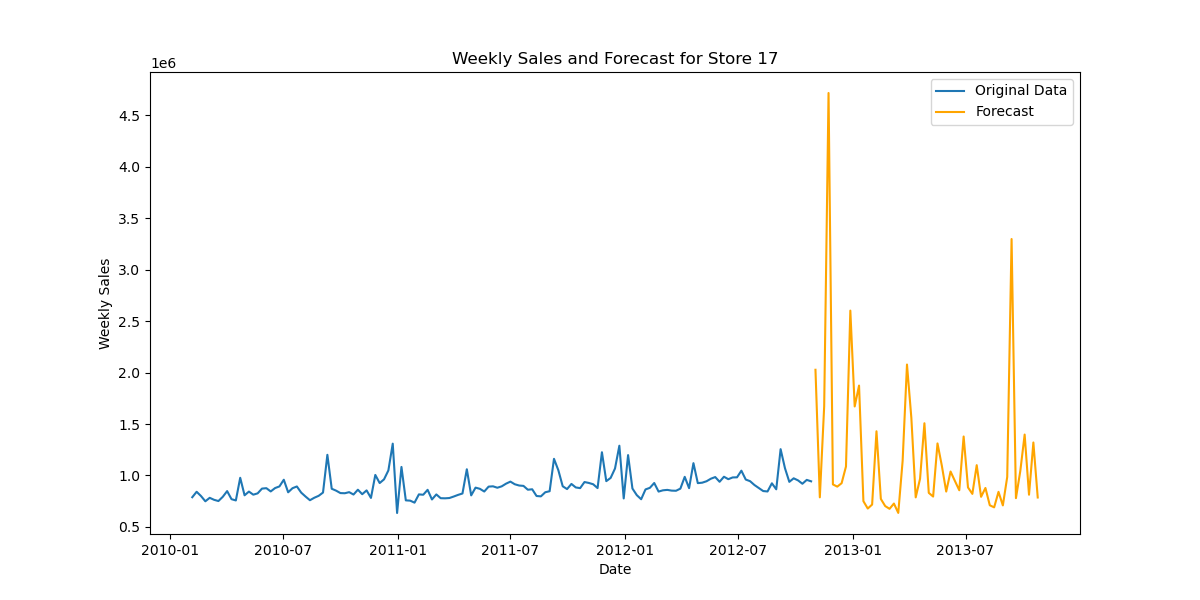 Weekly Sales and Forecast for Store 17
1e6
Original Data
Forecast
4.5
4.0
3.5
3.0
2.5
2.0
1.5
1.0
0.5
Weekly Sales
2010-01 2010-07 2011-01 2011-07 2012-01 2012-07 2013-01 2013-07
Date